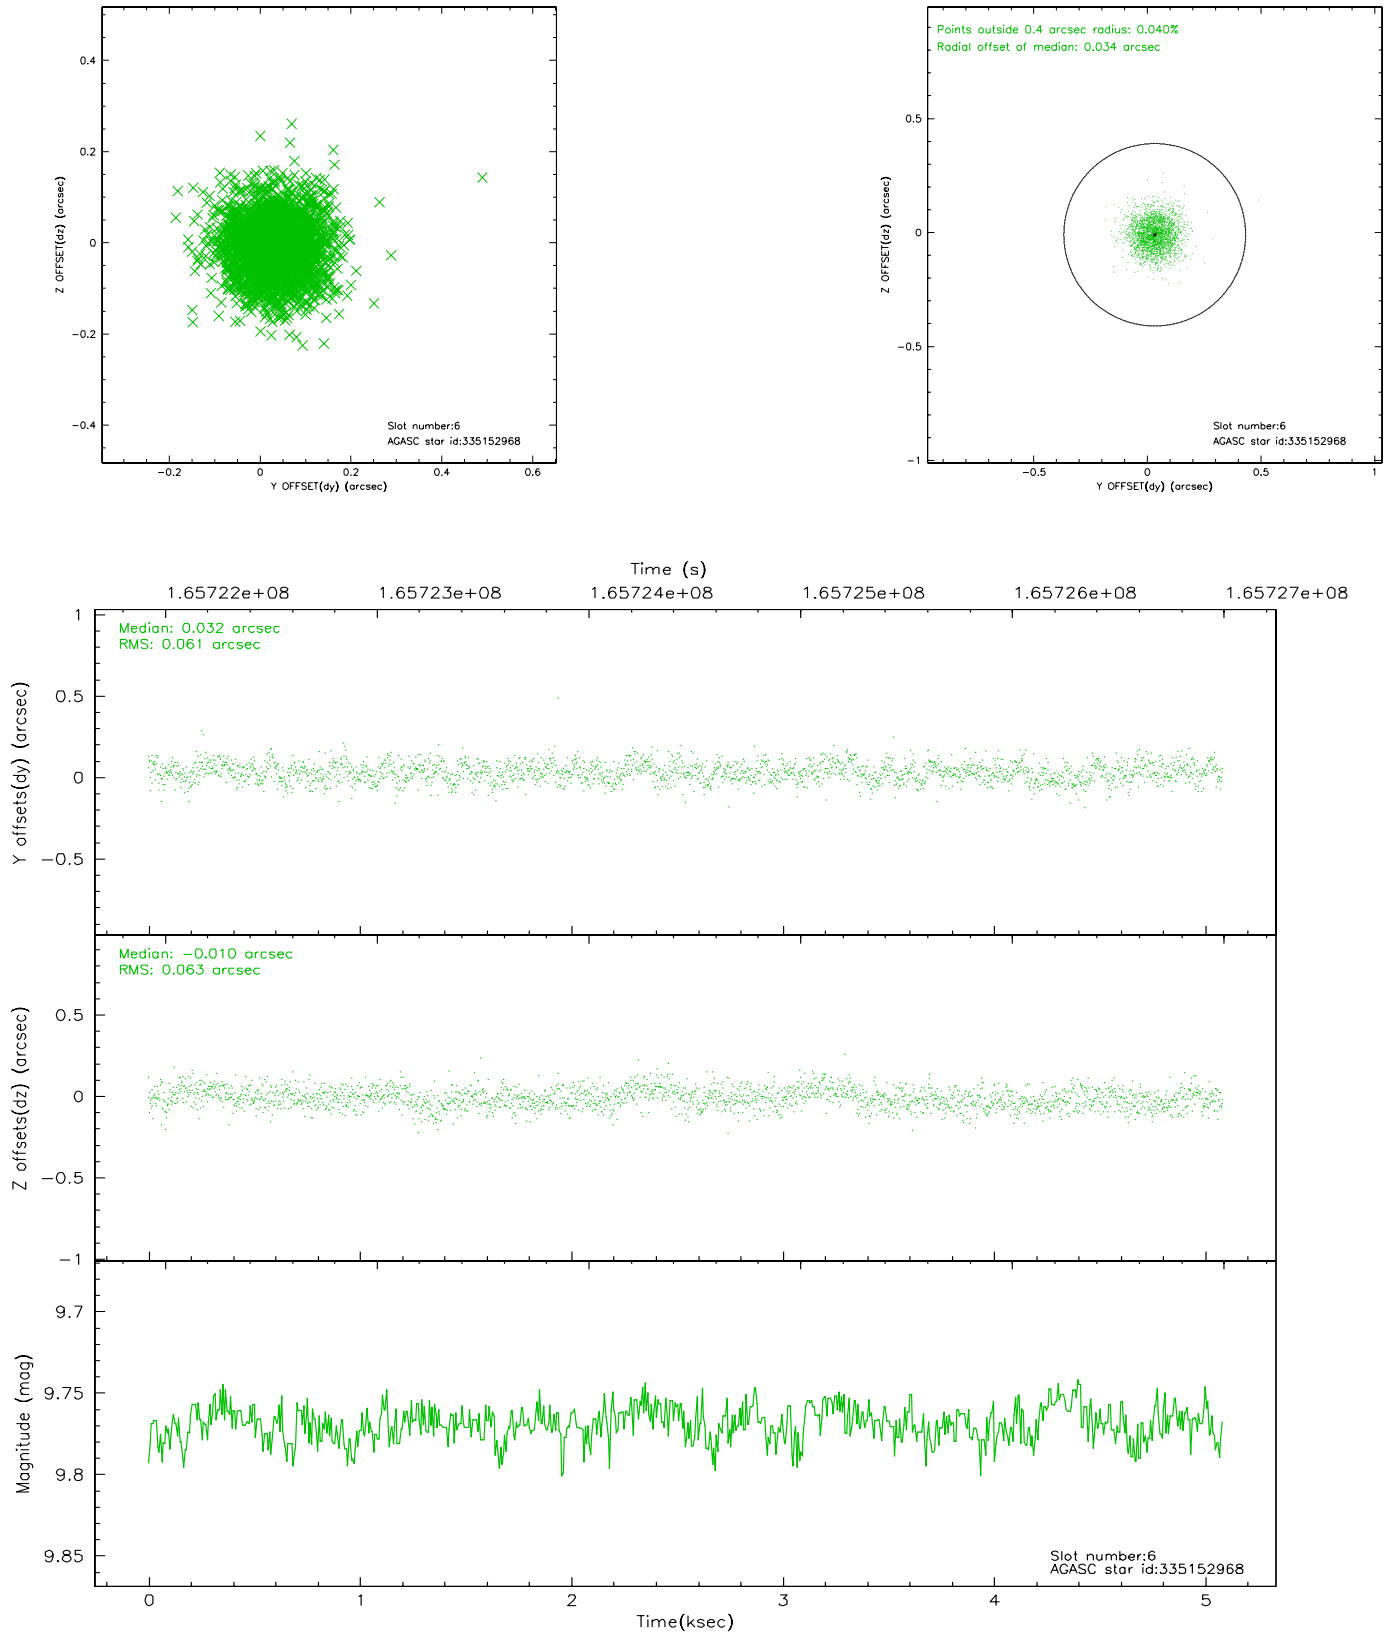 0.4
0.2
0
-0.2
-0.4
Z OFFSET(dz) (arcsec)
Slot number:6
AGASC star id:335152968
-0.2 0 0.2 0.4 0.6
Y OFFSET(dy) (arcsec)
Points outside 0.4 arcsec radius: 0.040%
Radial offset of median: 0.034 arcsec
0.5
0
-0.5
-1
Z OFFSET(dz) (arcsec)
Slot number:6
AGASC star id:335152968
-0.5 0 0.5 1
Y OFFSET(dy) (arcsec)
Time (s)
1.65722e+08 1.65723e+08 1.65724e+08 1.65725e+08 1.65726e+08 1.65727e+08
Median: 0.032 arcsec
RMS: 0.061 arcsec
1
0.5
0
-0.5
Y offsets(dy) (arcsec)
Median: -0.010 arcsec
RMS: 0.063 arcsec
0.5
0
-0.5
-1
Z offsets(dz) (arcsec)
9.7
9.75
9.8
9.85
Magnitude (mag)
Slot number:6
AGASC star id:335152968
0 1 2 3 4 5
Time(ksec)